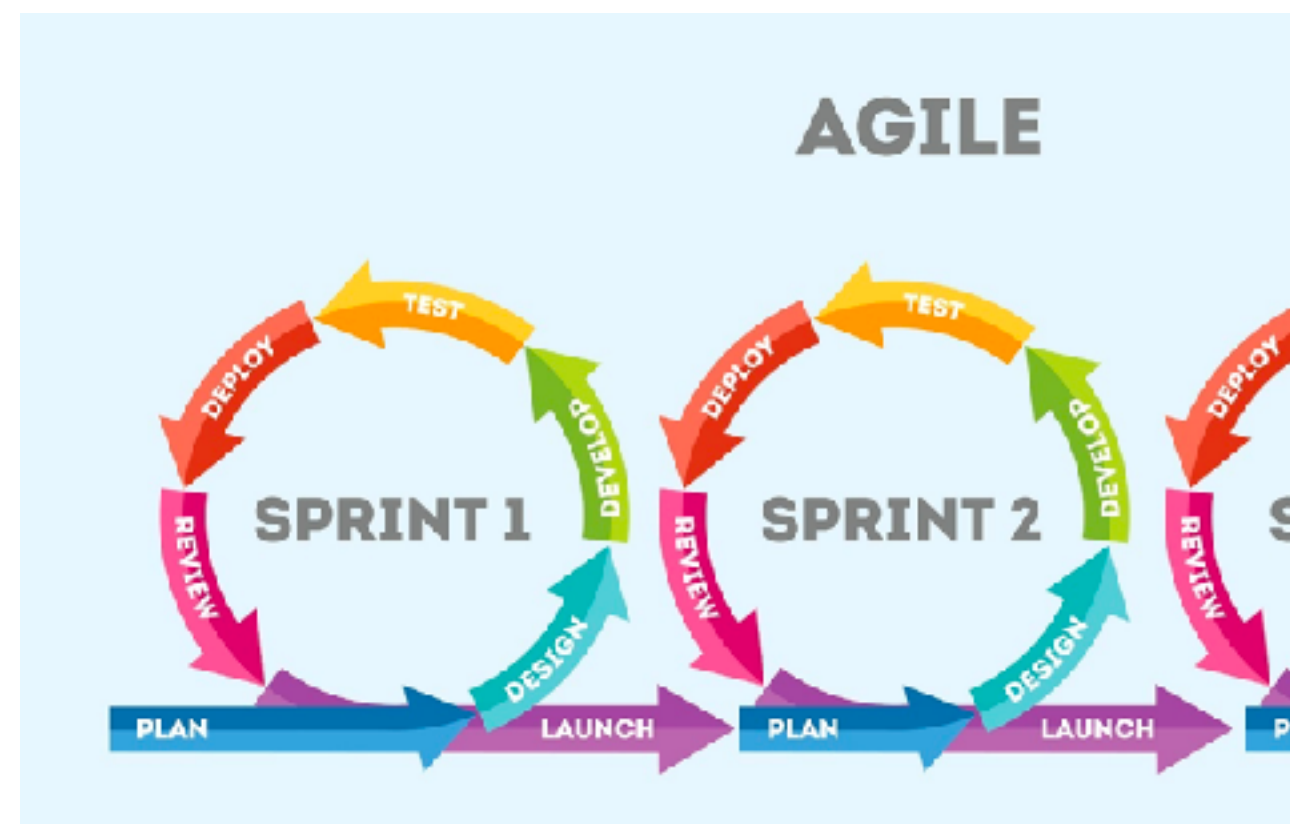 AGILE
TEST
TEST
DEPLOY
DEVELOP
DEPLOY
DEVELOP
DEPLOY
SPRINT 1
SPRINT 2
REVIEW
REVIEW
REVIEW
DESIGN
DESIGN
PLAN
LAUNCH
PLAN
LAUNCH